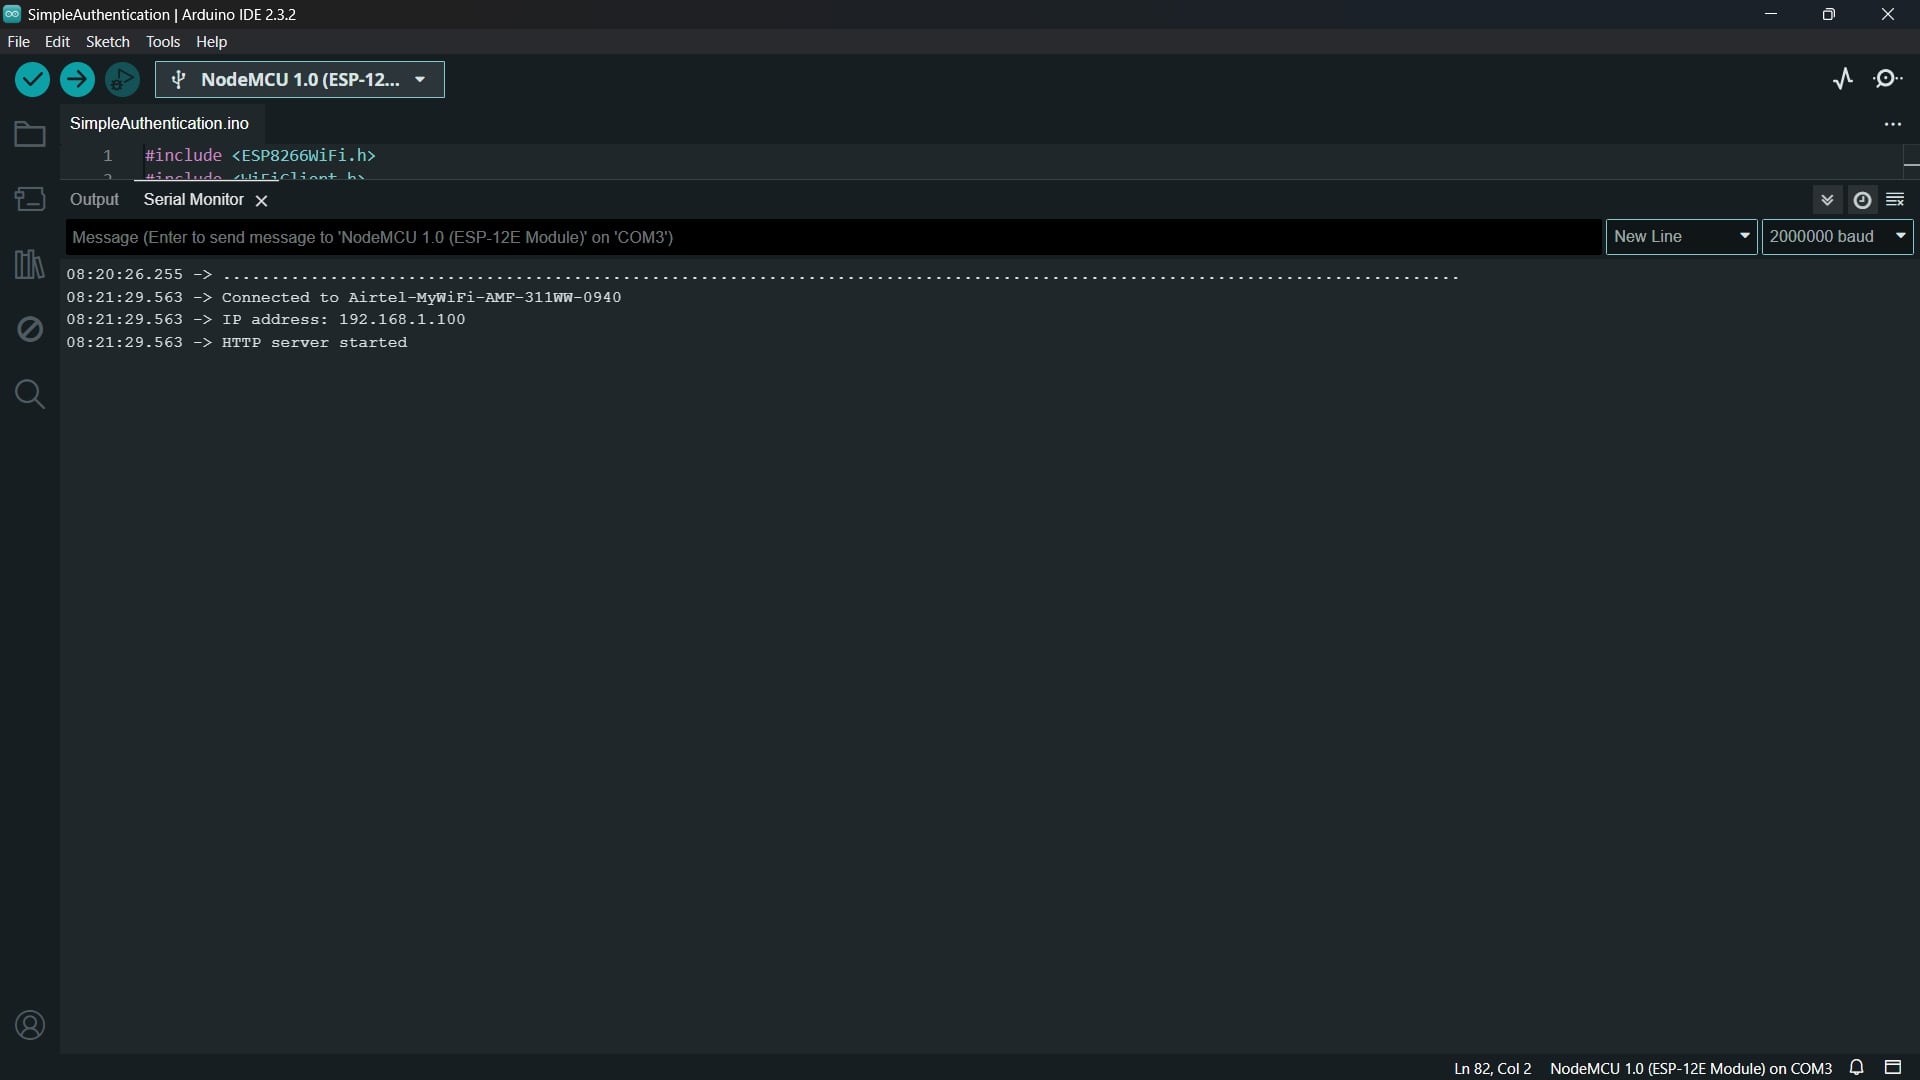 SimpleAuthentication | Arduino IDE 2.3.2
File Edit Sketch Tools Help
NodeMCU 1.0 (ESP-12...
SimpleAuthentication.ino
1 #include <ESP8266WiFi.h>
2 #include <WiFiClient.h>
Output Serial Monitor
Message (Enter to send message to 'NodeMCU 1.0 (ESP-12E Module)' on 'COM3')
New Line
2000000 baud
08:20:26.255 -> ...............................................................................................................................
08:21:29.563 -> Connected to Airtel-MyWiFi-AMF-311WW-0940
08:21:29.563 -> IP address: 192.168.1.100
08:21:29.563 -> HTTP server started
Ln 82, Col 2 NodeMCU 1.0 (ESP-12E Module) on COM3